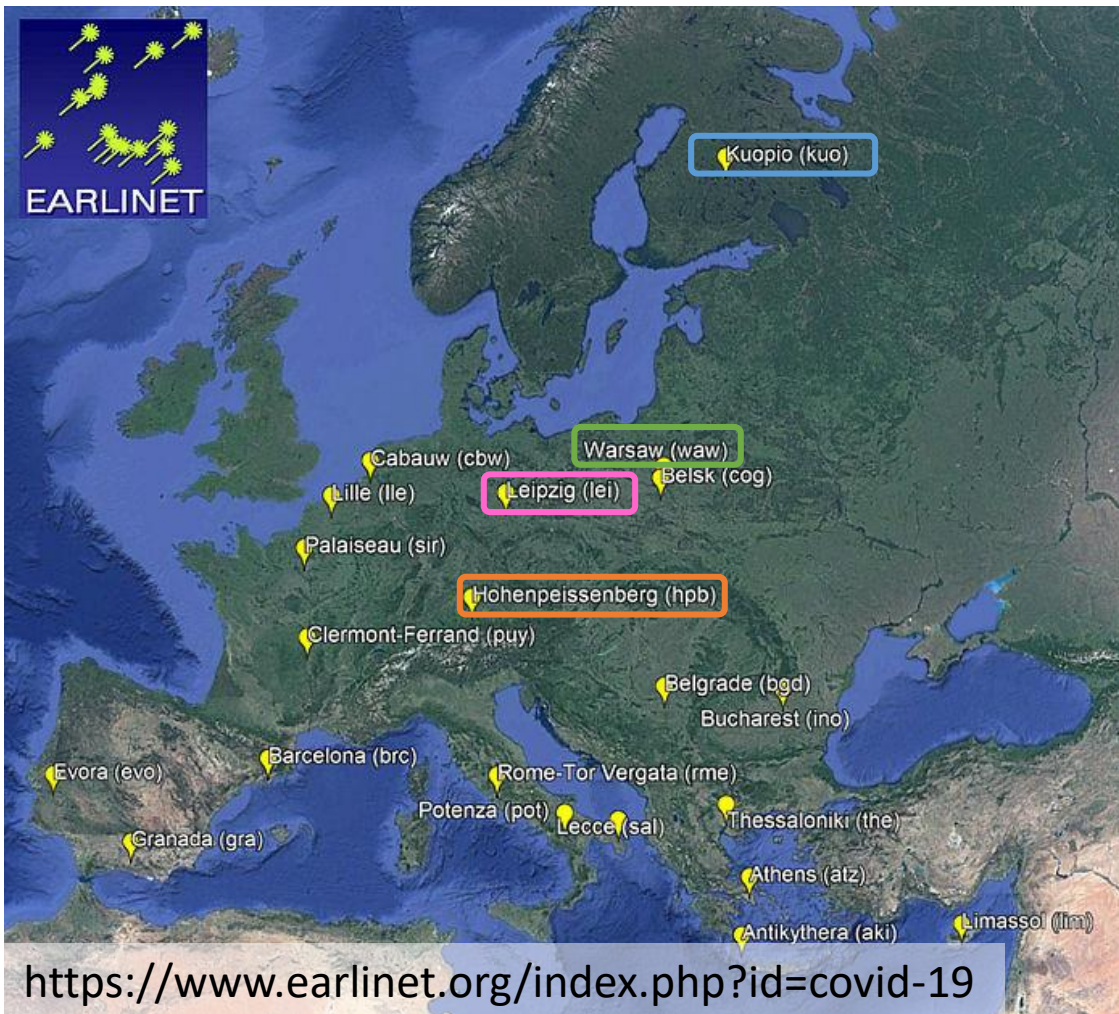 EARLINET
Kuopio (kuo)
Warsaw (waw)
Cabauw (cbw)
Belsk (cog)
Lille (lle)
Leipzig (lei)
Palaiseau (sir)
Hohenpeissenberg (hpb)
Clermont-Ferrand (puy)
Belgrade (bgd)
Bucharest (ino)
Barcelona (brc)
Evora (evo)
Rome-Tor Vergata (rme)
Potenza (pot)
Lecce (sal)
Thessaloniki (the)
Granada (gra)
Athens (atz)
Limassol (lim)
Antikythera (aki)
https://www.earlinet.org/index.php?id=covid-19